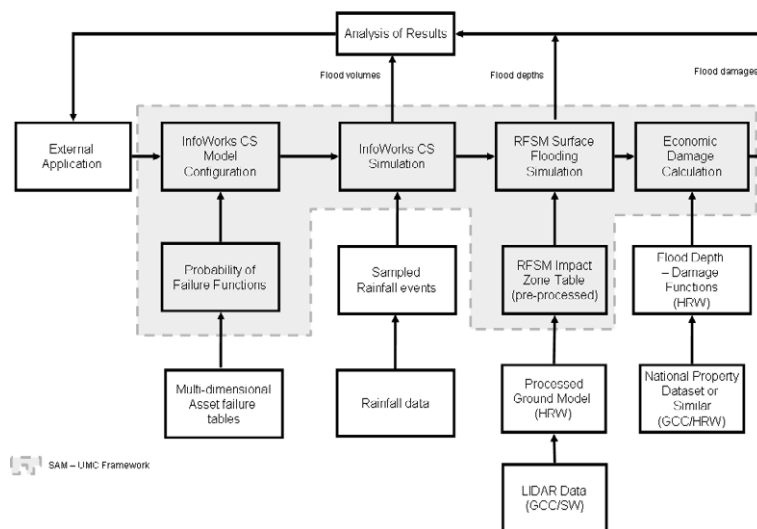 Analysis of Results
Flood volumes
Flood depths
Flood damages
External
Application
InfoWorks CS
Model
Configuration
InfoWorks CS
Simulation
RFSM Surface
Flooding
Simulation
Economic
Damage
Calculation
Probability of
Failure Functions
Sampled
Rainfall events
RFSM Impact
Zone Table
(pre-processed)
Flood Depth
– Damage
Functions
(HRW)
Multi-dimensional
Asset failure
tables
Rainfall data
Processed
Ground Model
(HRW)
National Property
Dataset or
Similar
(GCC/HRW)
SAM – UMC Framework
LIDAR Data
(GCC/SW)